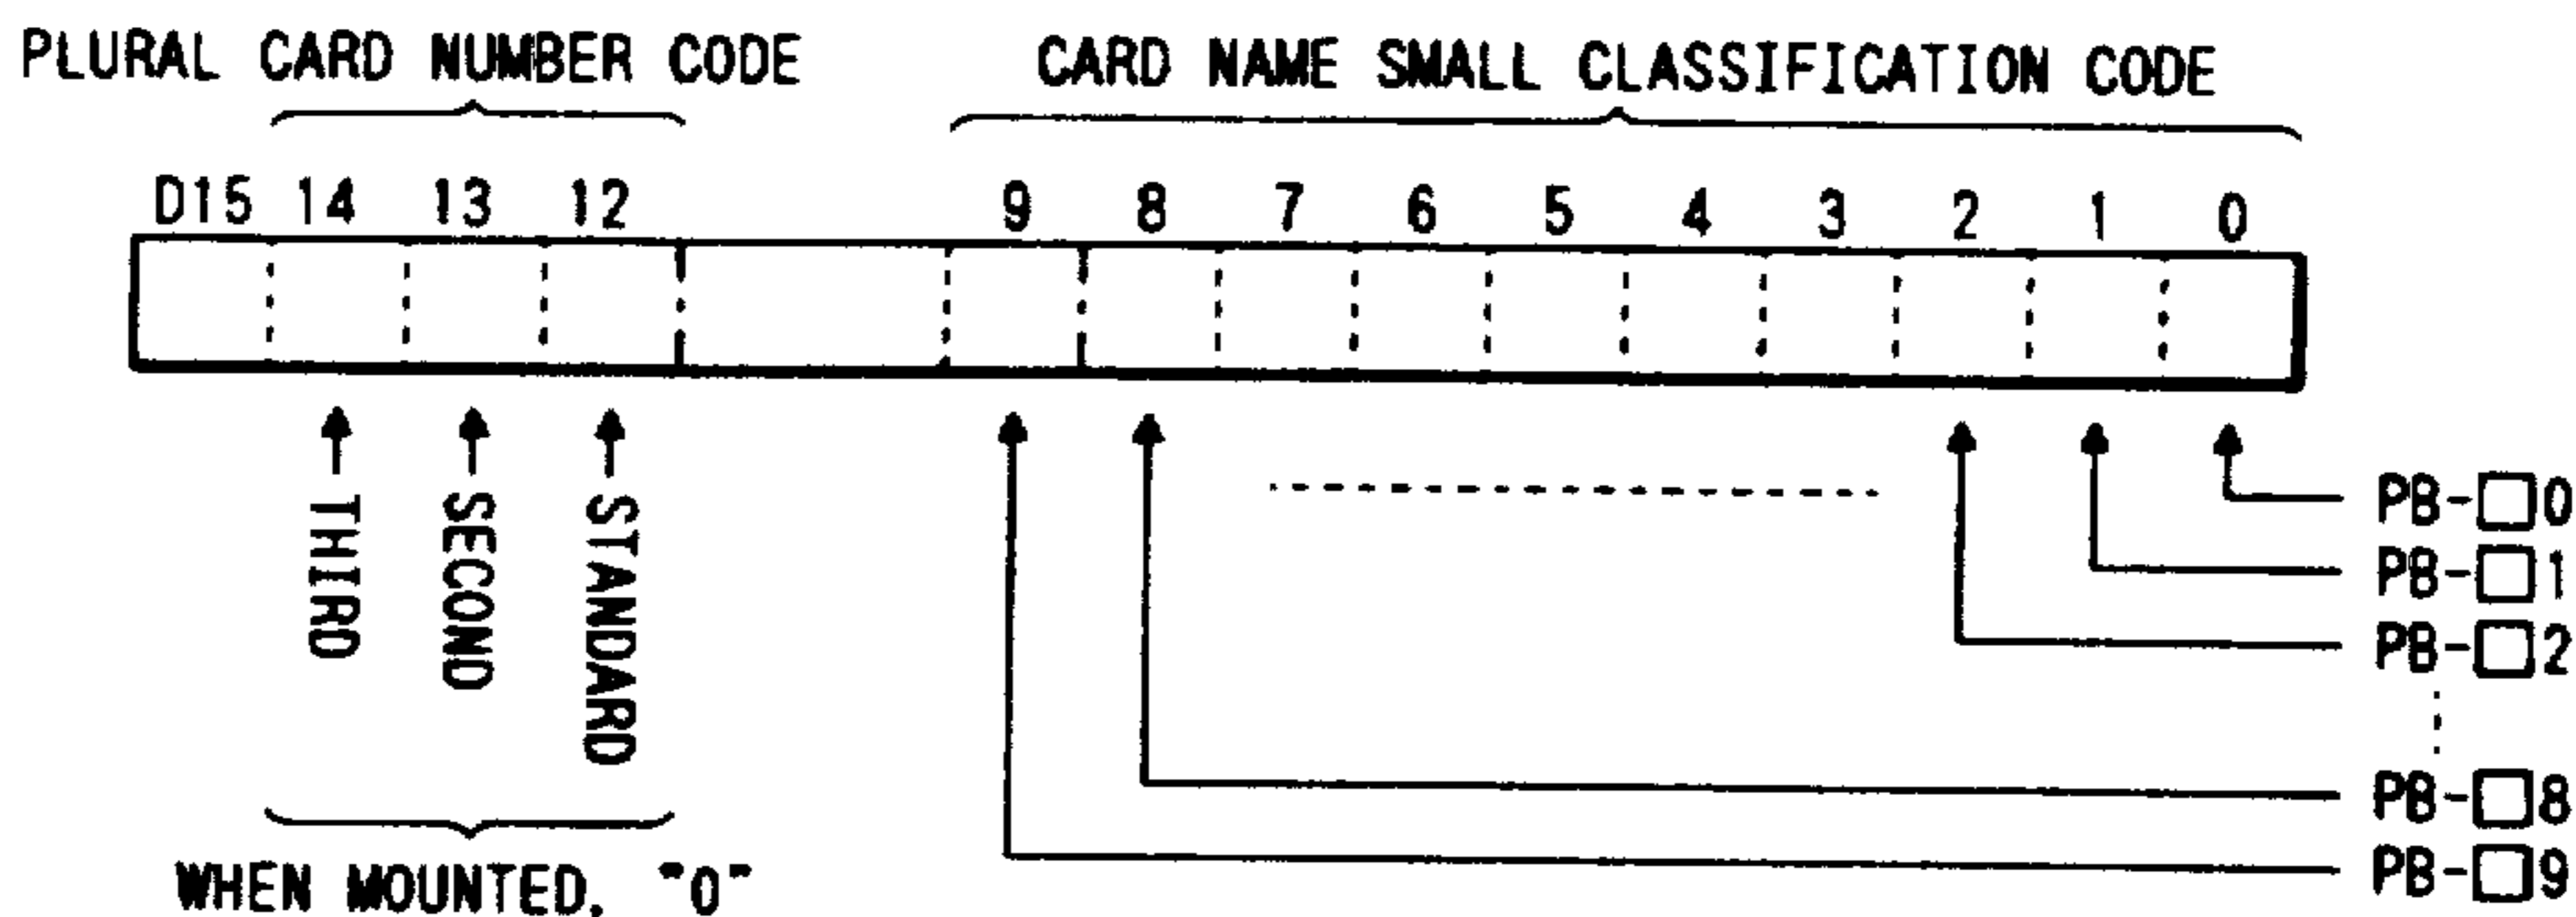 PLURAL CARD NUMBER CODE
CARD NAME SMALL CLASSIFICATION CODE
D15 14 13 12 9 8 7 6 5 4 3 2 1 0
THIRD
SECOND
STANDARD
WHEN MOUNTED, "0"
PB-□0
PB-□1
PB-□2
PB-□8
PB-□9